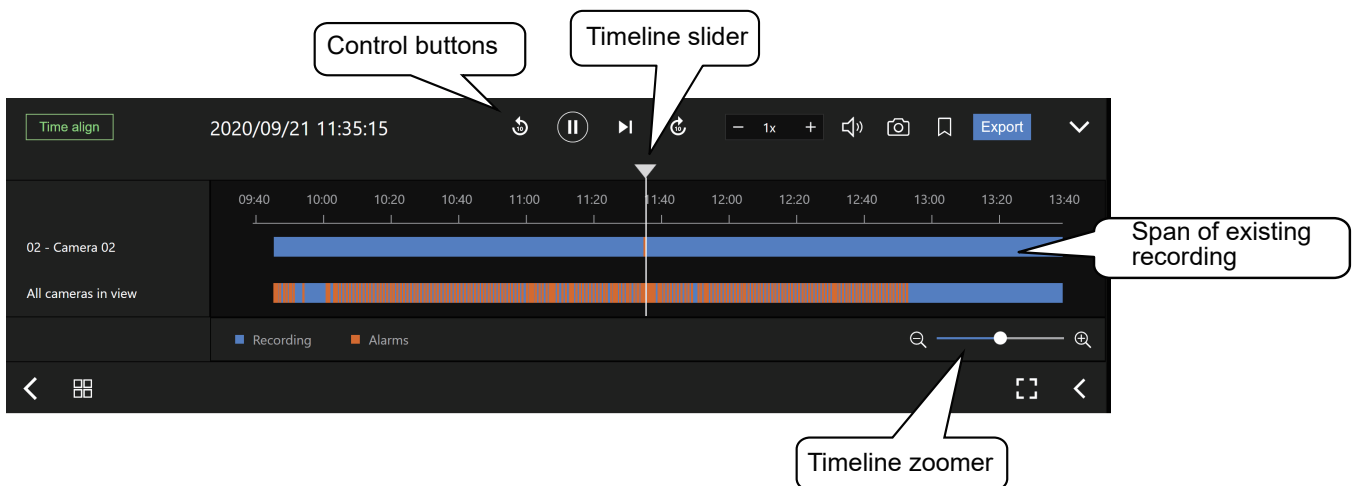 Control buttons
Timeline slider
Time align
2020/09/21 11:35:15
10
10
1x
Export
09:40 10:00 10:20 10:40 11:00 11:20 11:40 12:00 12:20 12:40 13:00 13:20 13:40
02 - Camera 02
Span of existing
recording
All cameras in view
Recording Alarms
Timeline zoomer